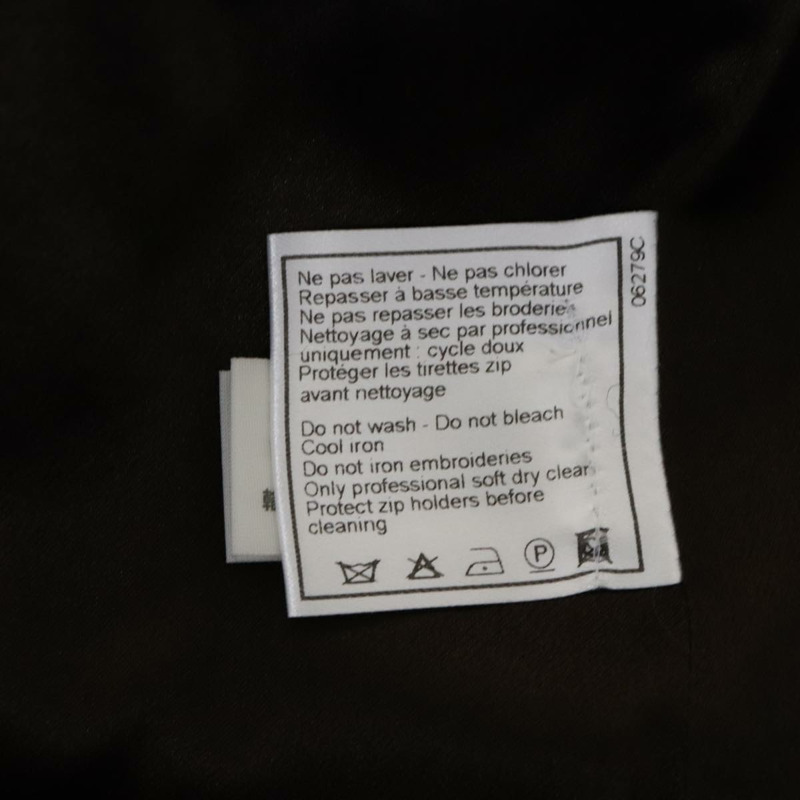 Ne pas laver - Ne pas chlorer
Repasser à basse température
Ne pas repasser les broderies
Nettoyage à sec par professionnel
uniquement : cycle doux
Protéger les tirettes zip
avant nettoyage
Do not wash - Do not bleach
Cool iron
Do not iron embroideries
Only professional soft dry clean
Protect zip holders before
cleaning
P
06279C